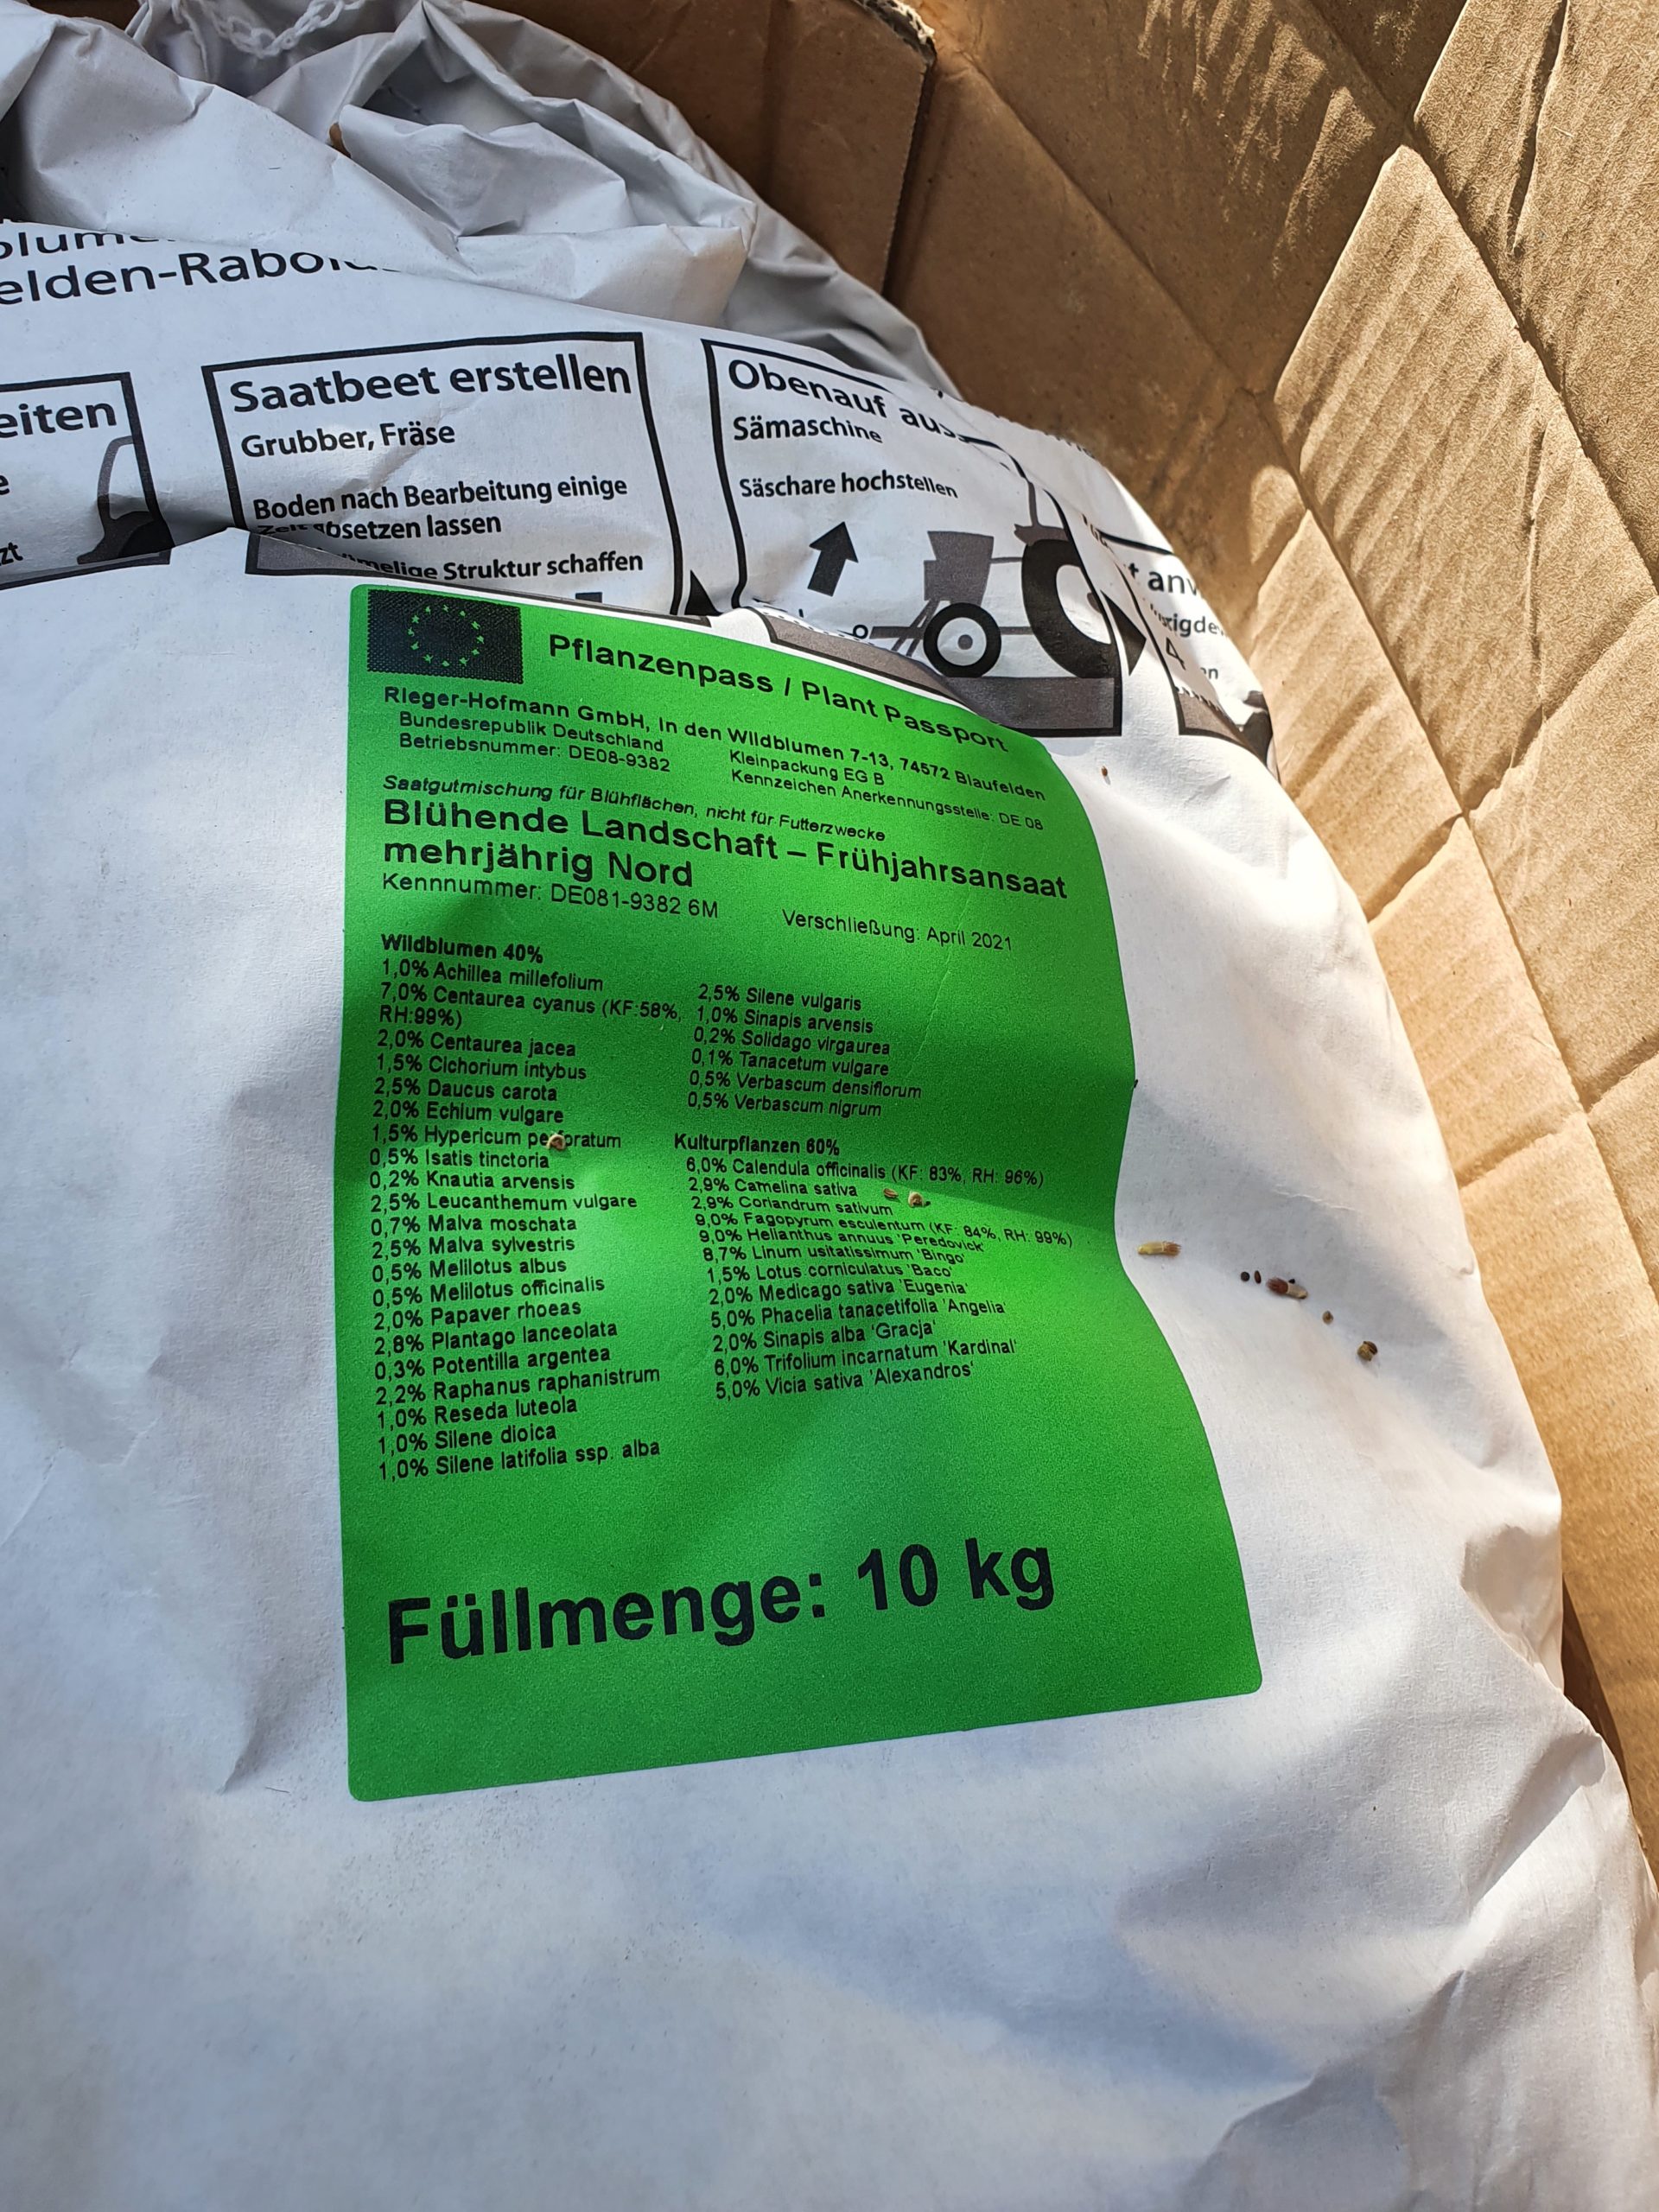 elden-Rabol
eiten
Saatbeet erstellen
Grubber, Fräse
Boden nach Bearbeitung einige
Zeit absetzen lassen
Struktur schaffen
Obenauf aus
Sämaschine
Säschare hochstellen
Pflanzenpass / Plant Passport
Rieger-Hofmann GmbH, In den Wildblumen 7-13, 74572 Blaufelden
Bundesrepublik Deutschland
Kleinpackung EG B
Betriebsnummer: DE08-9382
Kennzeichen Anerkennungsstelle: DE 08
Saatgutmischung für Blühflächen, nicht für Futterzwecke
Blühende Landschaft – Frühjahrsansaat
mehrjährig Nord
Kennnummer: DE081-9382 6M
Verschließung: April 2021
Wildblumen 40%
1,0% Achillea millefolium
7,0% Centaurea cyanus (KF:58%,
RH:99%)
2,0% Centaurea jacea
1,5% Cichorium intybus
2,5% Daucus carota
2,0% Echium vulgare
1,5% Hypericum perforatum
0,5% Isatis tinctoria
0,2% Knautia arvensis
2,5% Leucanthemum vulgare
0,7% Malva moschata
2,5% Malva sylvestris
0,5% Melilotus albus
0,5% Melilotus officinalis
2,0% Papaver rhoeas
2,8% Plantago lanceolata
0,3% Potentilla argentea
2,2% Raphanus raphanistrum
1,0% Reseda luteola
1,0% Silene dioica
1,0% Silene latifolia ssp. alba
2,5% Silene vulgaris
1,0% Sinapis arvensis
0,2% Solidago virgaurea
0,1% Tanacetum vulgare
0,5% Verbascum densiflorum
0,5% Verbascum nigrum
Kulturpflanzen 60%
6,0% Calendula officinalis (KF: 83%, RH: 96%)
2,9% Camelina sativa
2,9% Coriandrum sativum
9,0% Fagopyrum esculentum (KF: 84%, RH: 99%)
9,0% Helianthus annuus 'Peredovick'
8,7% Linum usitatissimum 'Bingo'
1,5% Lotus corniculatus 'Baco'
2,0% Medicago sativa 'Eugenia'
5,0% Phacelia tanacetifolia 'Angelia'
2,0% Sinapis alba 'Gracja'
6,0% Trifolium incarnatum 'Kardinal'
5,0% Vicia sativa 'Alexandros'
Füllmenge: 10 kg